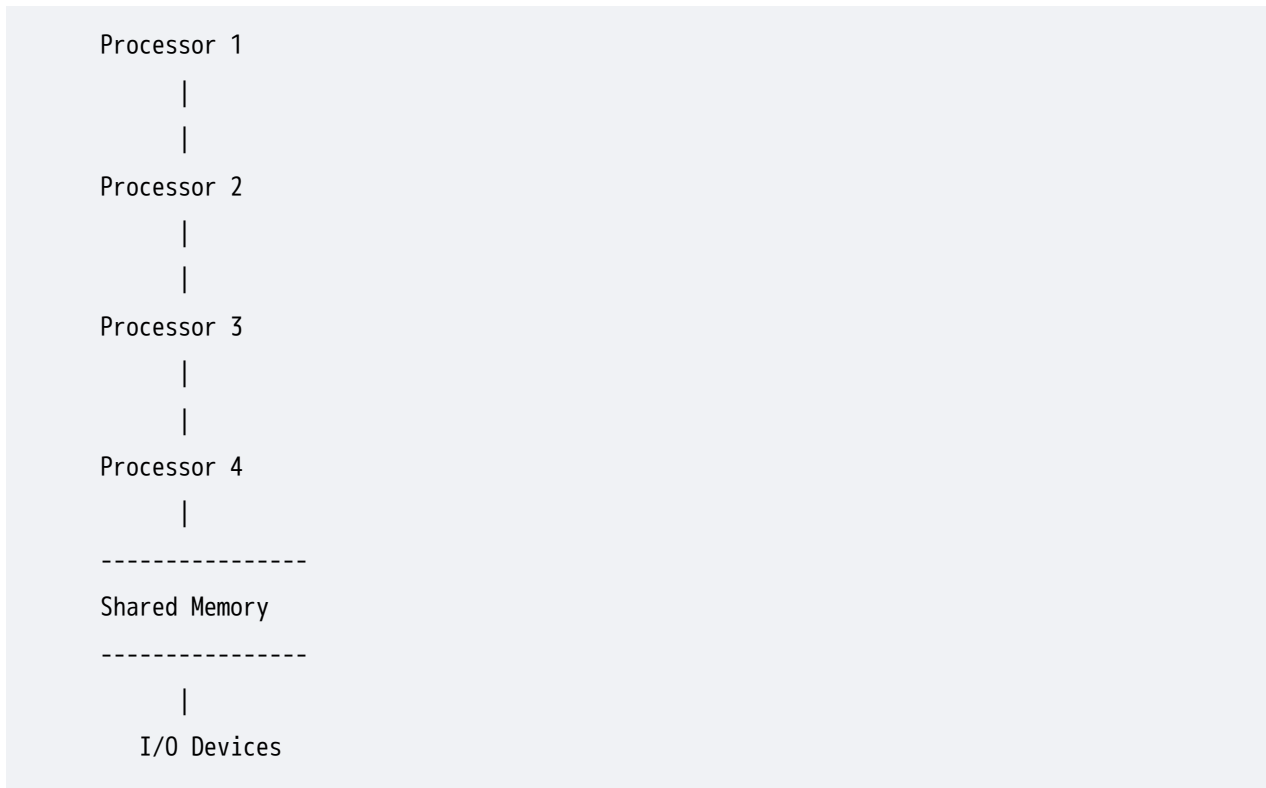 Processor 1
|
|
Processor 2
|
|
Processor 3
|
|
Processor 4
|
----------------
Shared Memory
----------------
|
I/O Devices